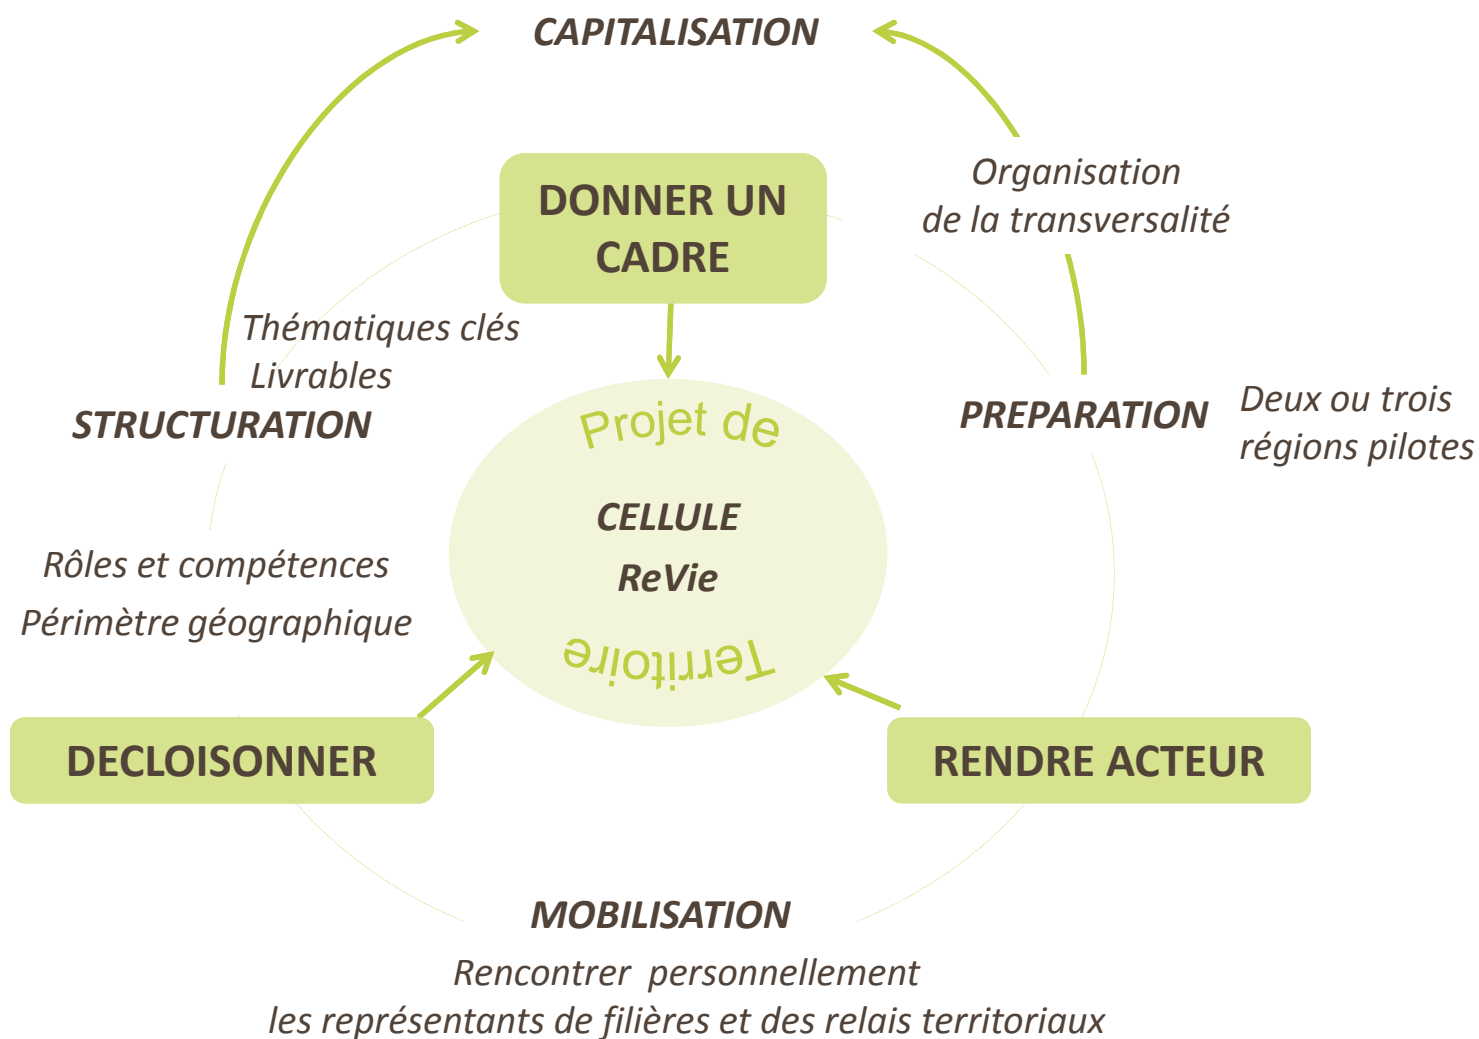 CAPITALISATION
Organisation
de la transversalité
DONNER UN
CADRE
Thématiques clés
Livrables
STRUCTURATION
PREPARATION
Deux ou trois
régions pilotes
Projet de
CELLULE
ReVie
Territoire
Rôles et compétences
Périmètre géographique
DECLOISONNER
RENDRE ACTEUR
MOBILISATION
Rencontrer personnellement
les représentants de filières et des relais territoriaux